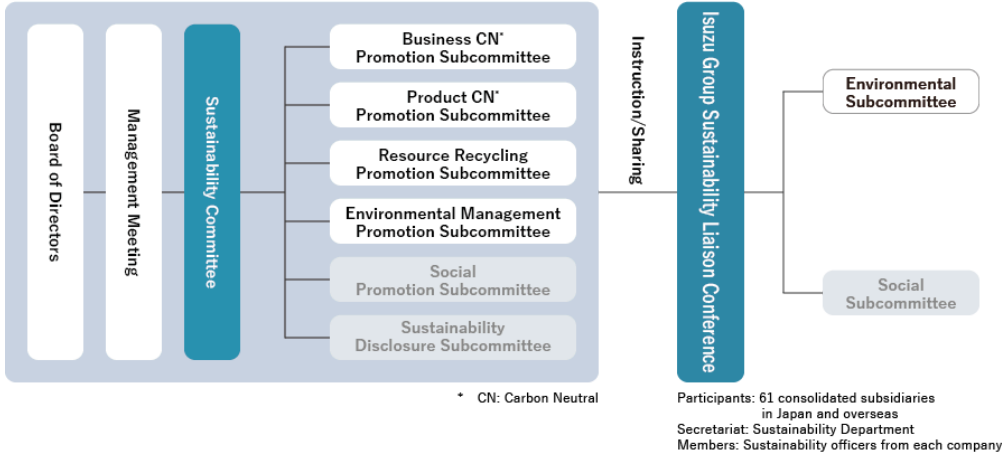 Board of Directors
Management Meeting
Sustainability Committee
Business CN*
Promotion Subcommittee
Product CN*
Promotion Subcommittee
Resource Recycling
Promotion Subcommittee
Environmental Management
Promotion Subcommittee
Social
Promotion Subcommittee
Sustainability
Disclosure Subcommittee
* CN: Carbon Neutral
Instruction/Sharing
Isuzu Group Sustainability Liaison Conference
Environmental
Subcommittee
Social
Subcommittee
Participants: 61 consolidated subsidiaries
in Japan and overseas
Secretariat: Sustainability Department
Members: Sustainability officers from each company